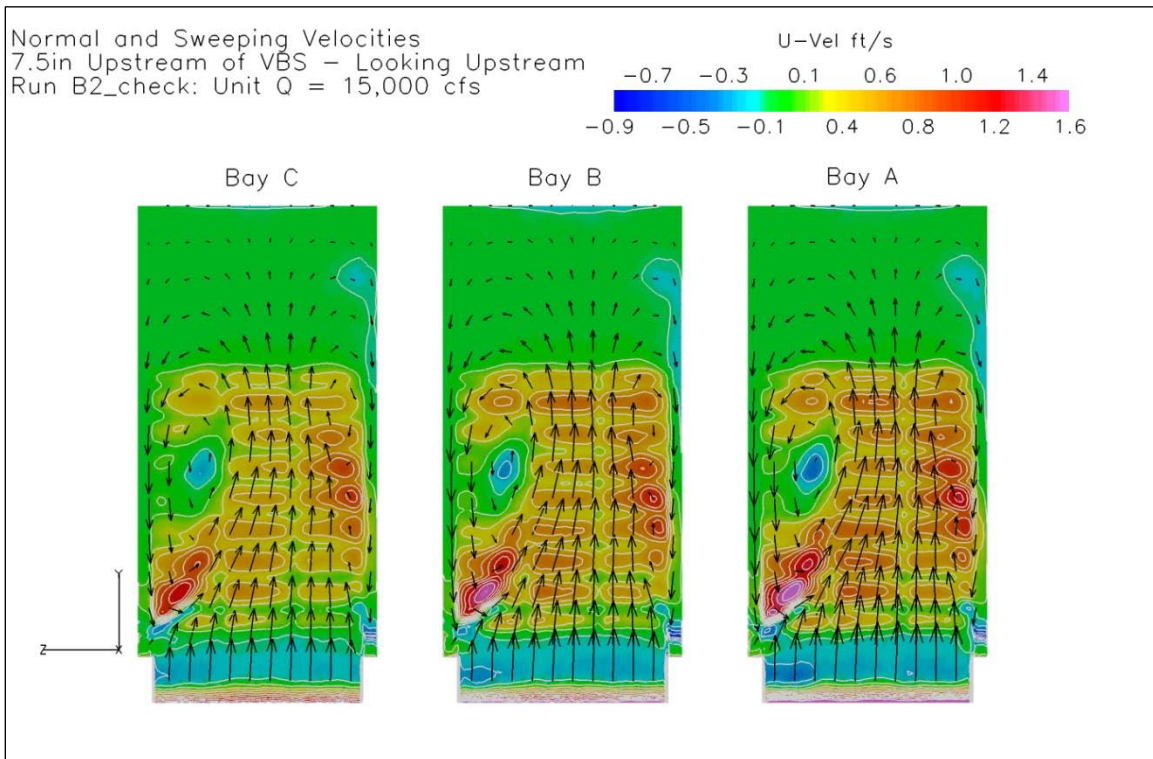 Normal and Sweeping Velocities
7.5in Upstream of VBS – Looking Upstream
Run B2_check: Unit Q = 15,000 cfs
U-Vel ft/s
-0.7 -0.3 0.1 0.6 1.0 1.4
-0.9 -0.5 -0.1 0.4 0.8 1.2 1.6
Bay C Bay B Bay A
Y
Z X